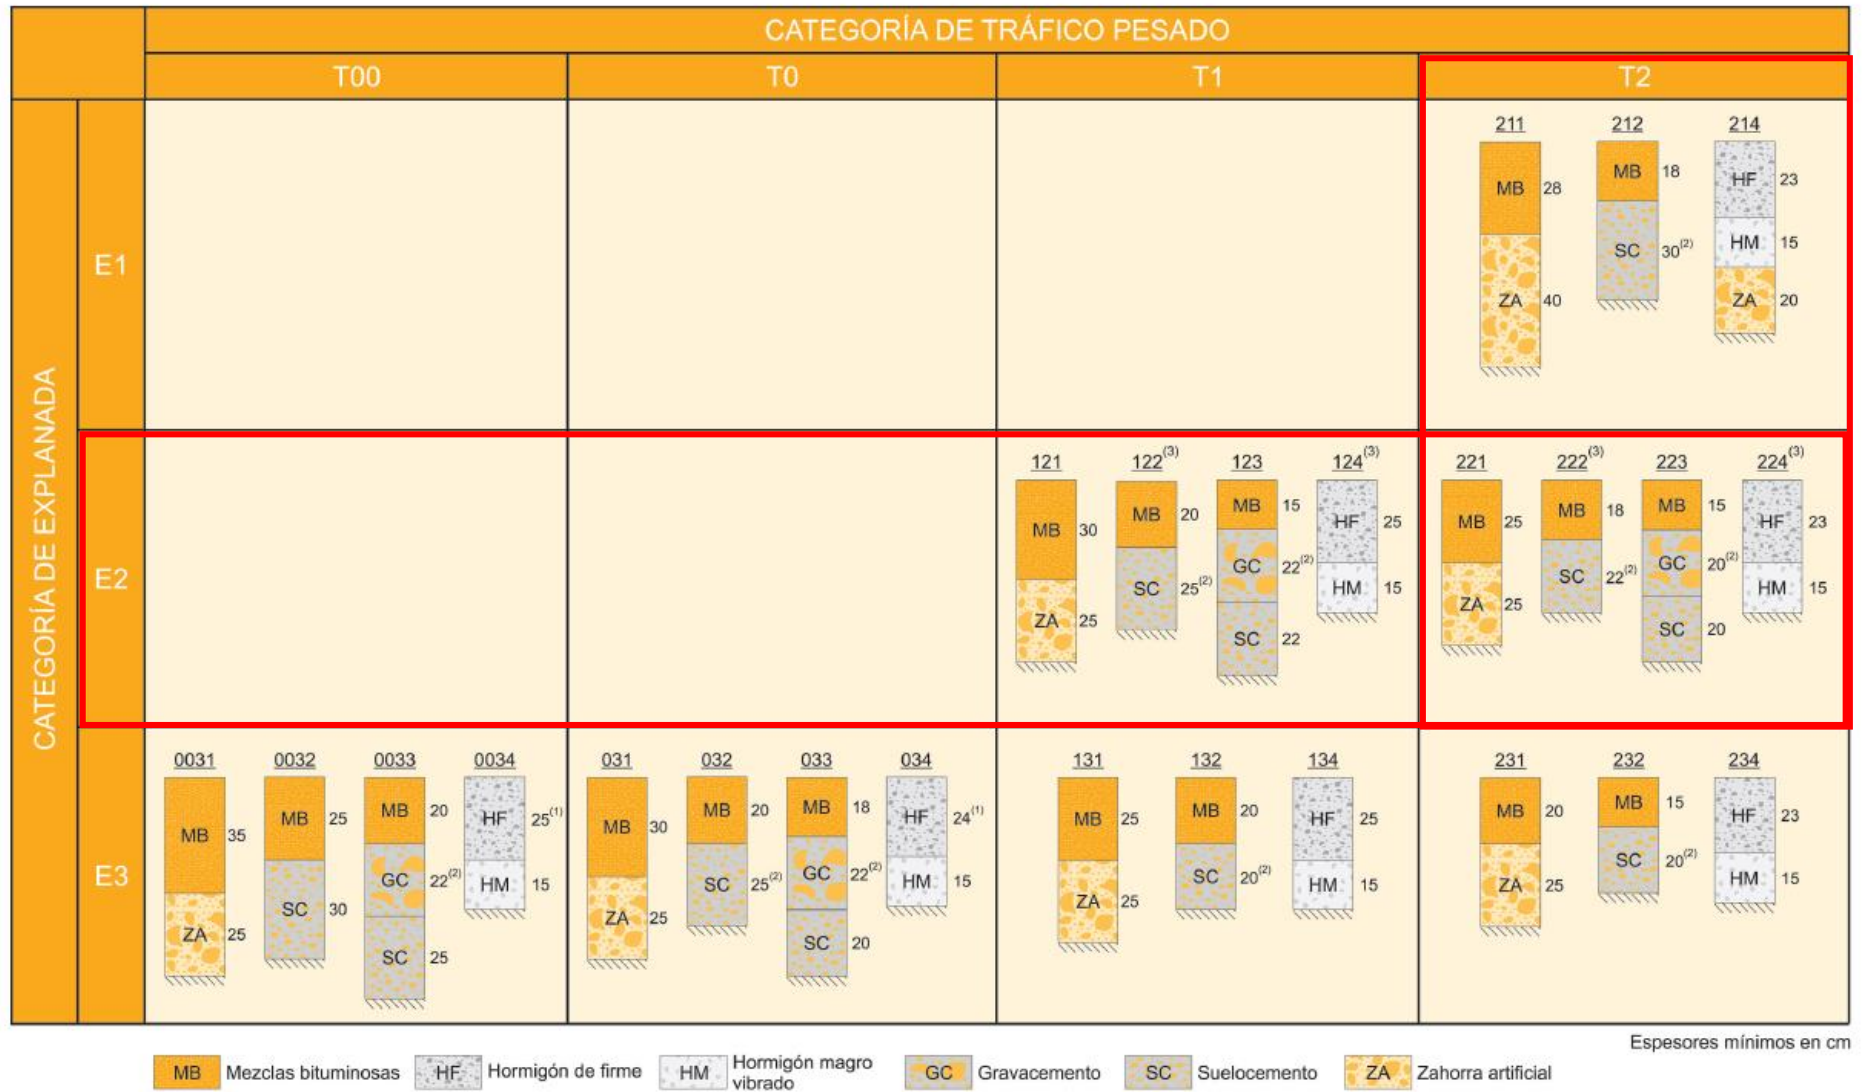 CATEGORÍA DE TRÁFICO PESADO
T00 T0 T1 T2
CATEGORÍA DE EXPLANADA
E1
211 212 214
MB 28
ZA 40
MB 18
SC 30(2)
HF 23
HM 15
ZA 20
E2
121 122(3) 123 124(3)
MB 30
ZA 25
MB 20
SC 25(2)
MB 15
GC 22(2)
SC 22
HF 25
HM 15
221 222(3) 223 224(3)
MB 25
ZA 25
MB 18
SC 22(2)
MB 15
GC 20(2)
SC 20
HF 23
HM 15
E3
0031 0032 0033 0034
MB 35
ZA 25
MB 25
SC 30
MB 20
GC 22(2)
SC 25
HF 25(1)
HM 15
031 032 033 034
MB 30
ZA 25
MB 20
SC 25(2)
MB 18
GC 22(2)
SC 20
HF 24(1)
HM 15
131 132 134
MB 25
ZA 25
MB 20
SC 20(2)
HF 25
HM 15
231 232 234
MB 20
ZA 25
MB 15
SC 20(2)
HF 23
HM 15
Espesores mínimos en cm
MB Mezclas bituminosas
HF Hormigón de firme
HM Hormigón magro
vibrado
GC Gravacemento
SC Suelocemento
ZA Zahorra artificial